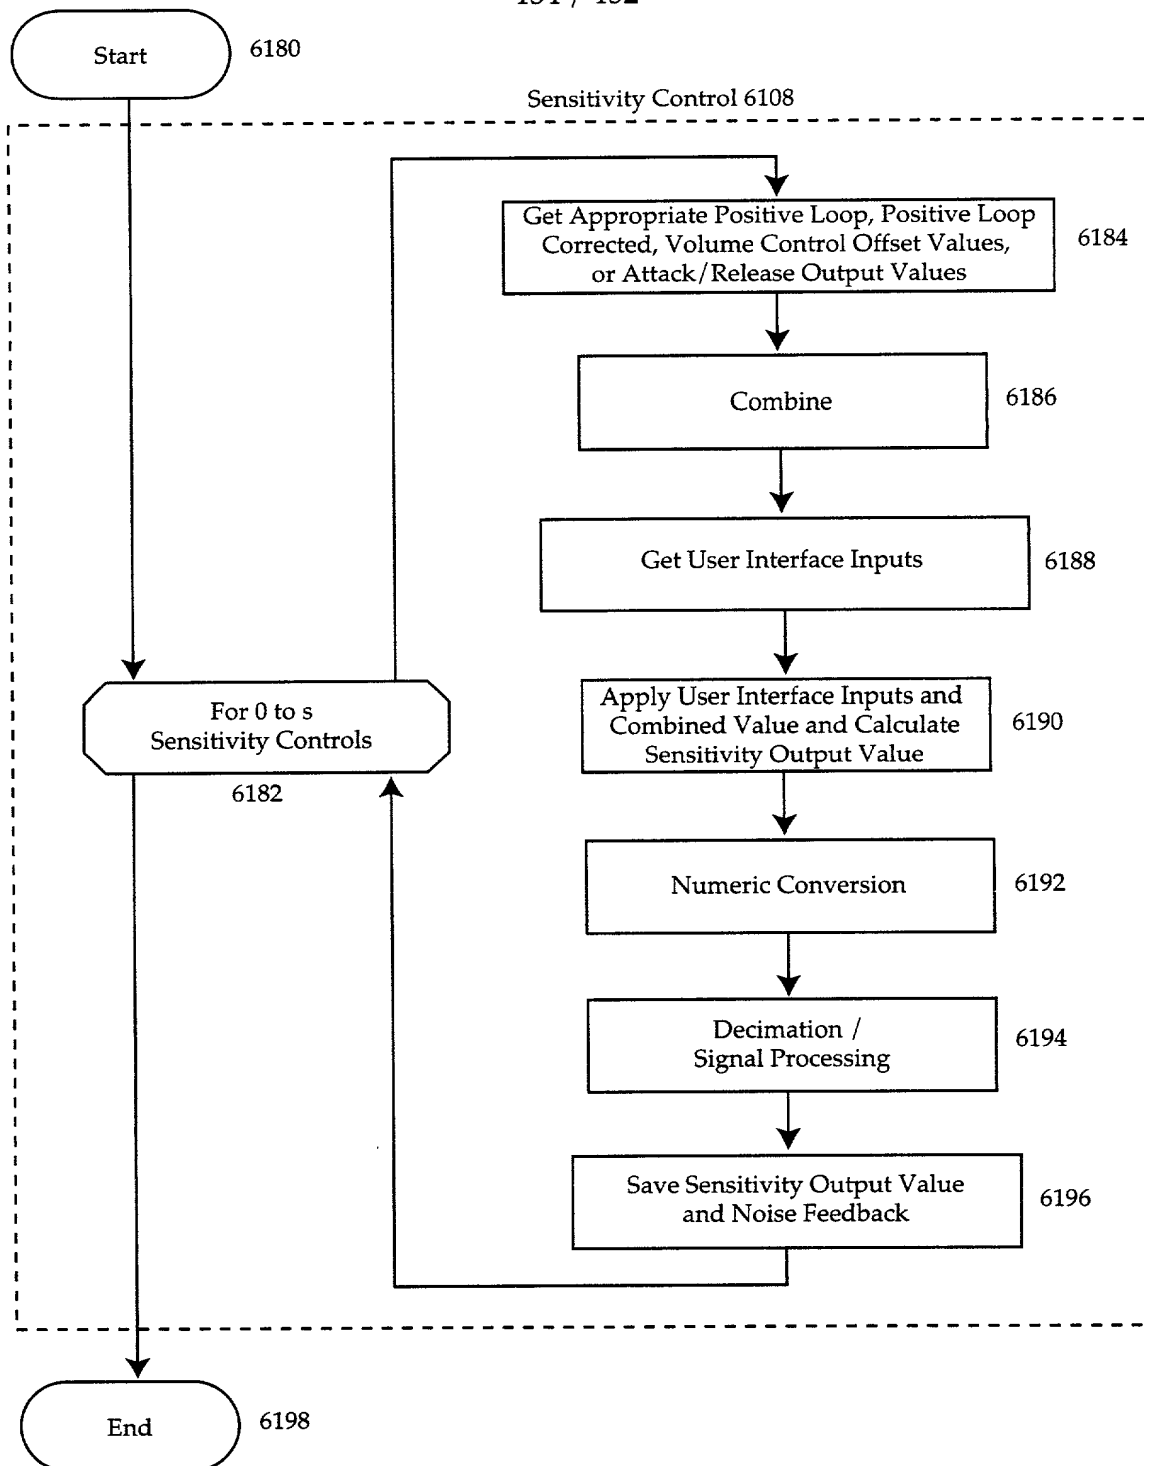 Start
6180
Sensitivity Control 6108
Get Appropriate Positive Loop, Positive Loop
Corrected, Volume Control Offset Values,
or Attack/Release Output Values
6184
Combine
6186
Get User Interface Inputs
6188
Apply User Interface Inputs and
Combined Value and Calculate
Sensitivity Output Value
6190
For 0 to s
Sensitivity Controls
6182
Numeric Conversion
6192
Decimation /
Signal Processing
6194
Save Sensitivity Output Value
and Noise Feedback
6196
End
6198